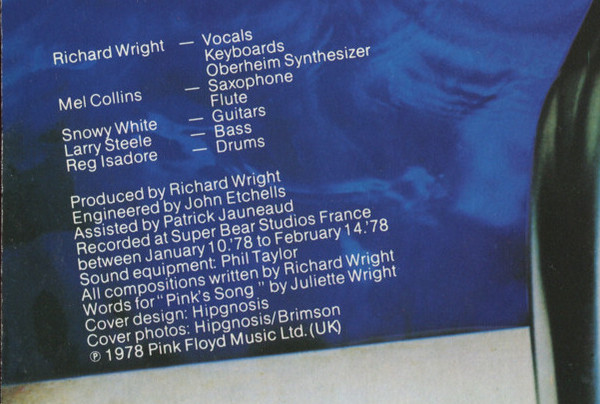 Richard Wright — Vocals
Keyboards
Oberheim Synthesizer
Mel Collins — Saxophone
Flute
Snowy White — Guitars
Larry Steele — Bass
Reg Isadore — Drums
Produced by Richard Wright
Engineered by John Etchells
Assisted by Patrick Jauneaud
Recorded at Super Bear Studios France
between January 10.'78 to February 14.'78
Sound equipment: Phil Taylor
All compositions written by Richard Wright
Words for "Pink's Song" by Juliette Wright
Cover design: Hipgnosis
Cover photos: Hipgnosis/Brimson
℗ 1978 Pink Floyd Music Ltd. (UK)